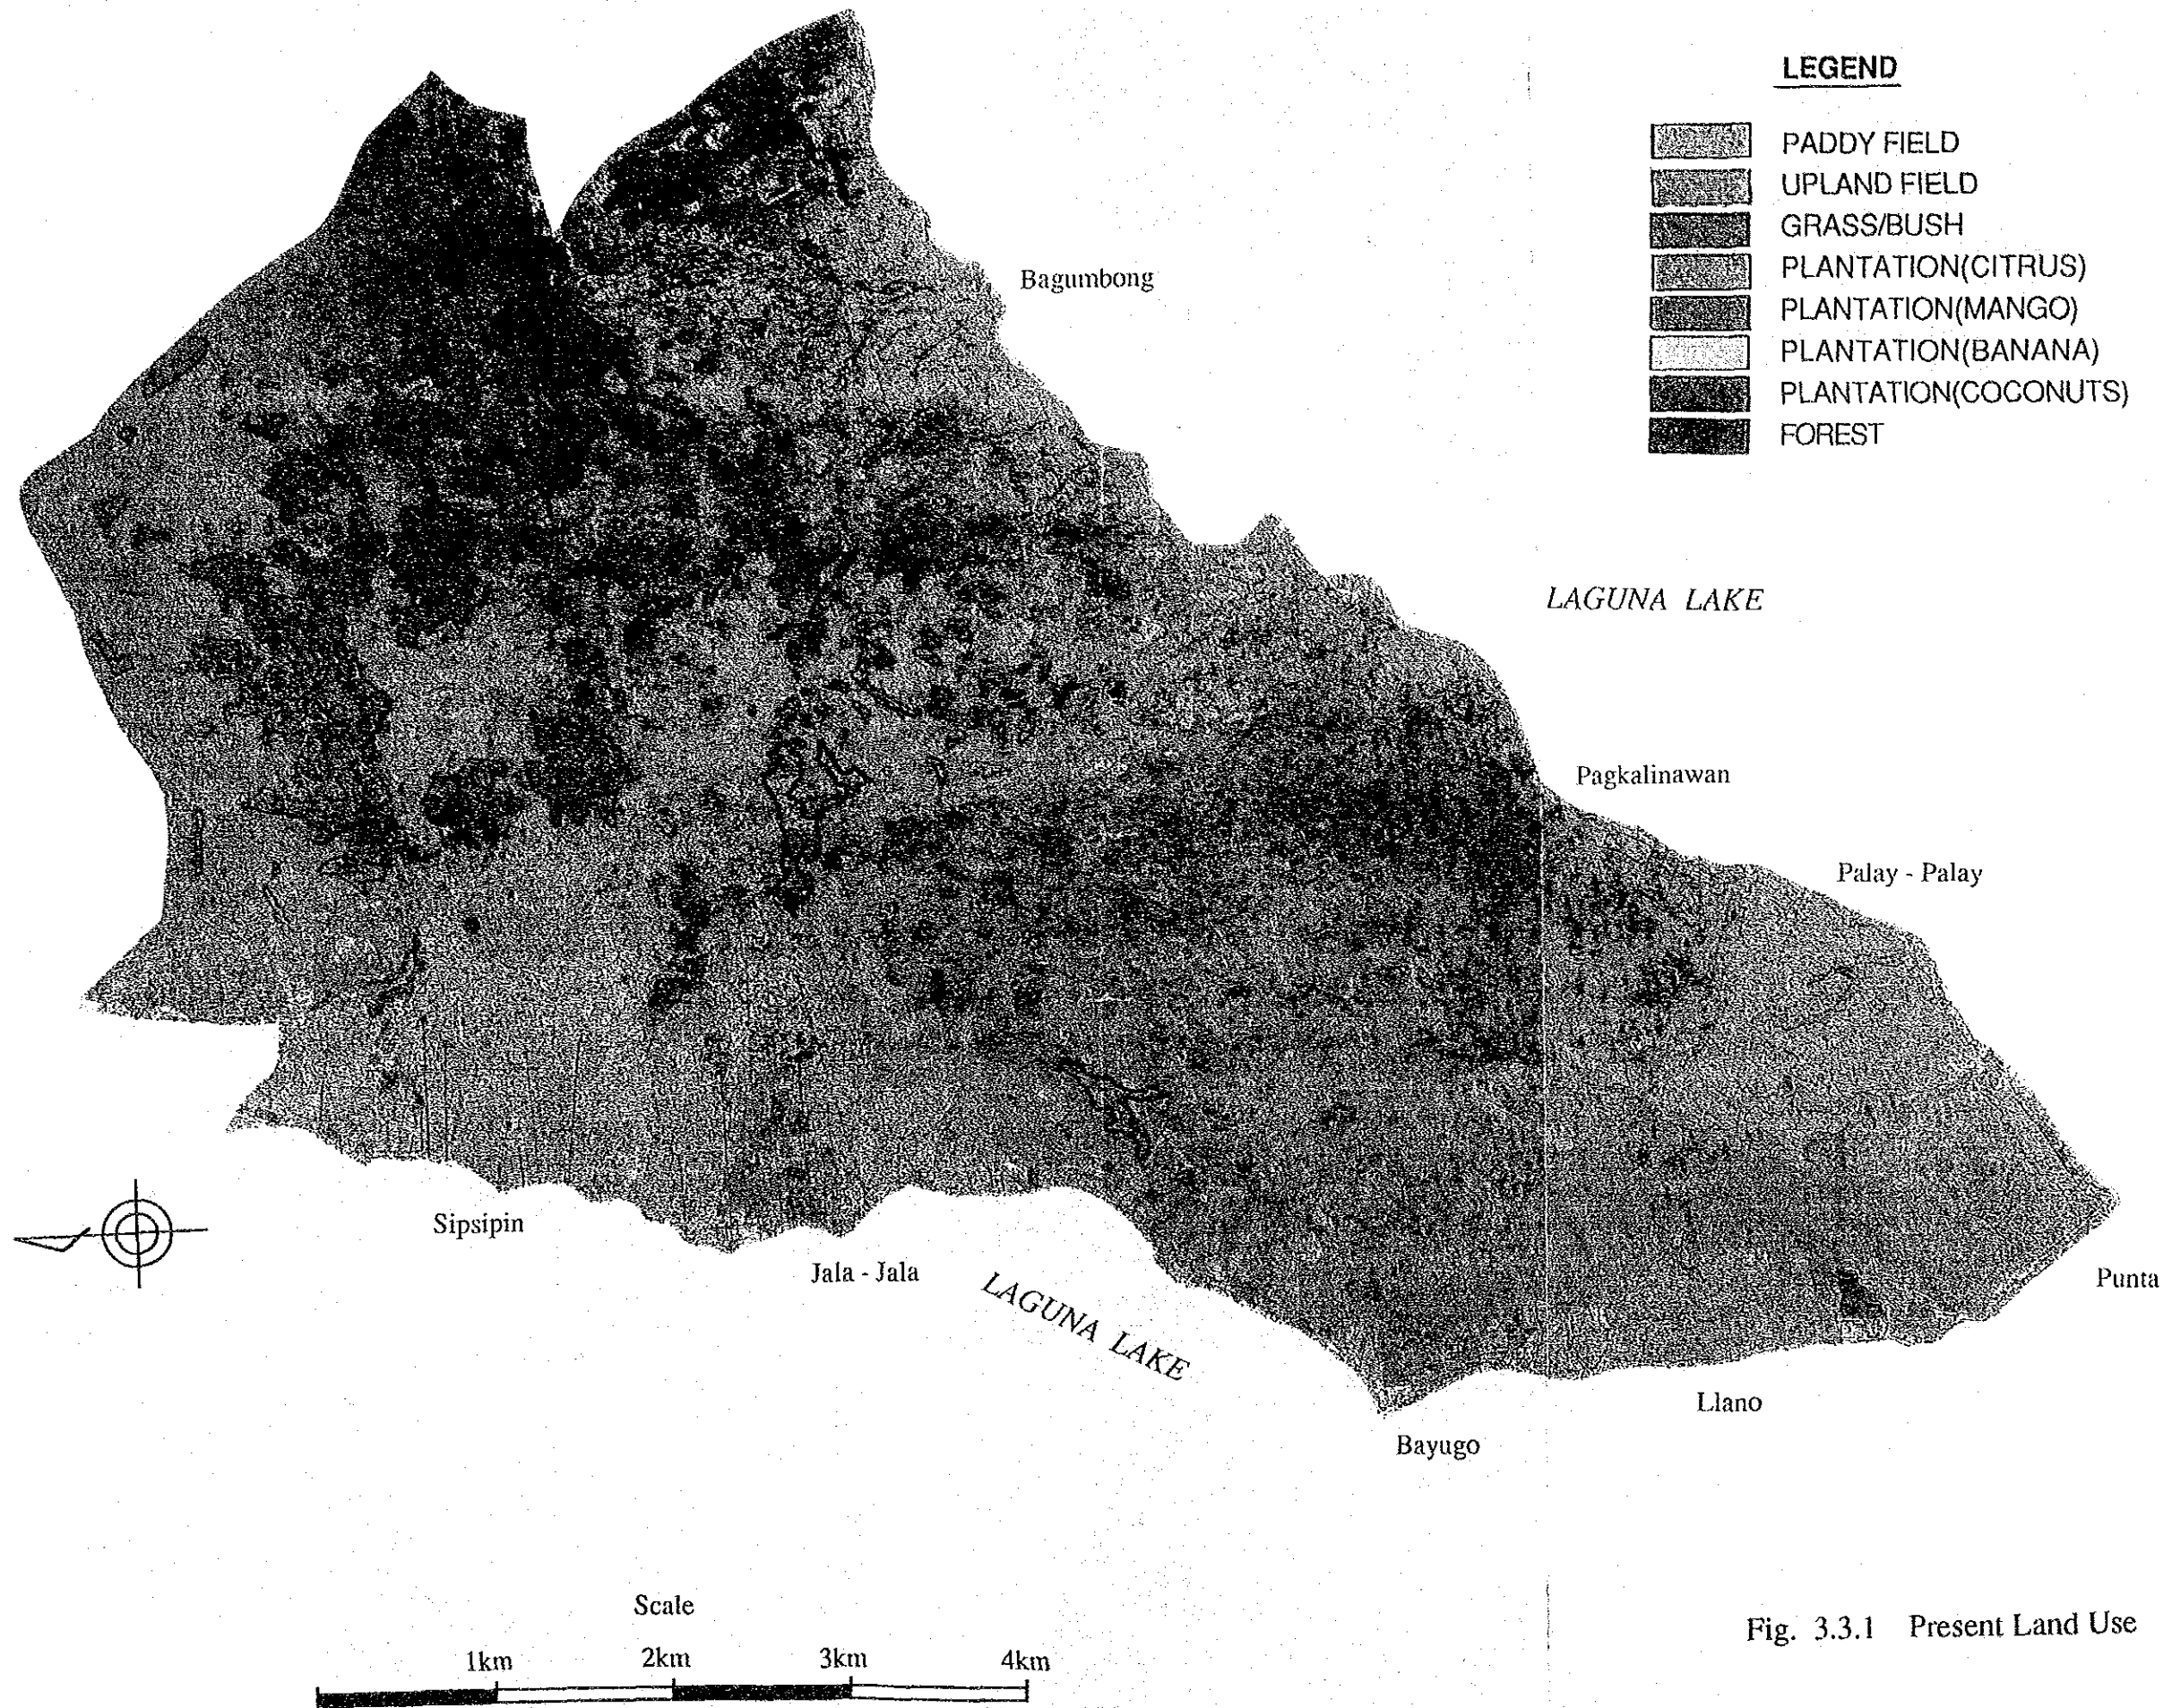 LEGEND
PADDY FIELD
UPLAND FIELD
GRASS/BUSH
PLANTATION(CITRUS)
PLANTATION(MANGO)
PLANTATION(BANANA)
PLANTATION(COCONUTS)
FOREST
Bagumbong
LAGUNA LAKE
Pagkalinawan
Palay - Palay
Sipsipin
Jala - Jala
LAGUNA LAKE
Punta
Llano
Bayugo
Scale
1km 2km 3km 4km
Fig. 3.3.1 Present Land Use